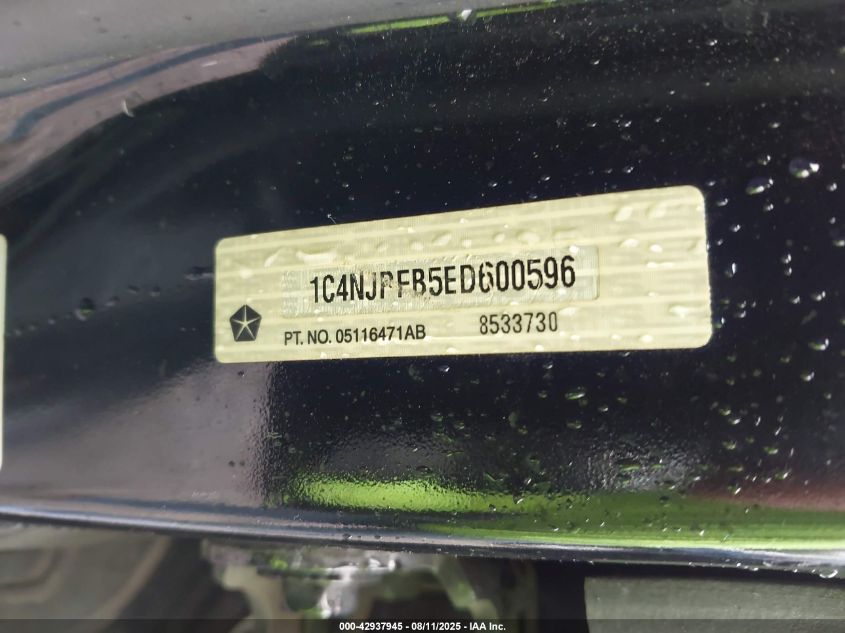 1C4NJPFB5ED600596
PT. NO. 05116471AB 8533730
000-42937945 - 08/11/2025 - IAA Inc.